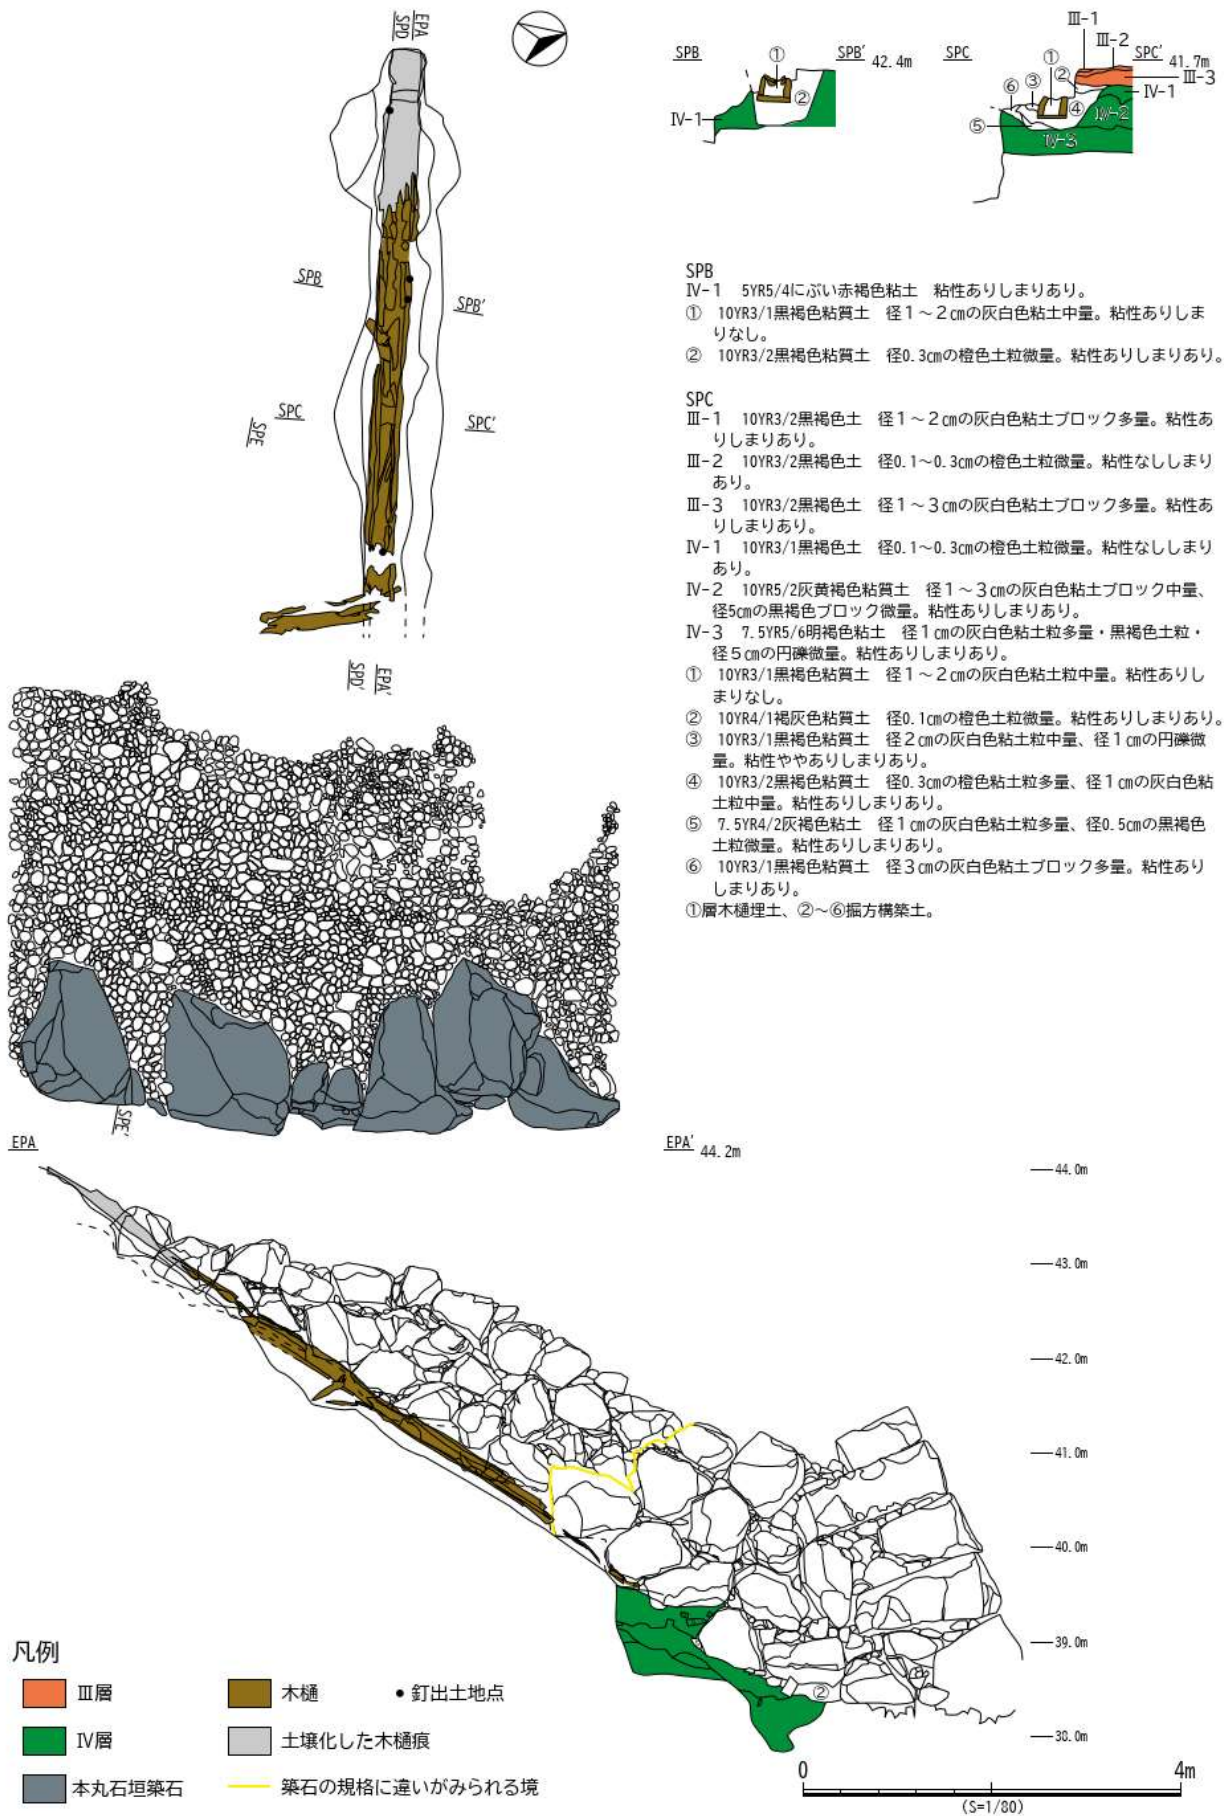 EPA
SPD
SPB
SPB′ 42.4m
①
②
Ⅳ-1
SPC
SPC′ 41.7m
Ⅲ-1
Ⅲ-2
Ⅲ-3
Ⅳ-1
Ⅳ-2
Ⅳ-3
①
②
③
④
⑤
⑥
SPB
SPB′
SPC
SPC′
SPE
SPD′
EPA′
SPE′
SPB
Ⅳ-1　5YR5/4にぶい赤褐色粘土　粘性ありしまりあり。
①　10YR3/1黒褐色粘質土　径１～２㎝の灰白色粘土中量。粘性ありしま
りなし。
②　10YR3/2黒褐色粘質土　径0.3㎝の橙色土粒微量。粘性ありしまりあり。
SPC
Ⅲ-1　10YR3/2黒褐色土　径１～２㎝の灰白色粘土ブロック多量。粘性あ
りしまりあり。
Ⅲ-2　10YR3/2黒褐色土　径0.1～0.3㎝の橙色土粒微量。粘性なししまり
あり。
Ⅲ-3　10YR3/2黒褐色土　径１～３㎝の灰白色粘土ブロック多量。粘性あ
りしまりあり。
Ⅳ-1　10YR3/1黒褐色土　径0.1～0.3㎝の橙色土粒微量。粘性なししまり
あり。
Ⅳ-2　10YR5/2灰黄褐色粘質土　径１～３㎝の灰白色粘土ブロック中量、
径5㎝の黒褐色ブロック微量。粘性ありしまりあり。
Ⅳ-3　7.5YR5/6明褐色粘土　径１㎝の灰白色粘土粒多量・黒褐色土粒・
径５㎝の円礫微量。粘性ありしまりあり。
①　10YR3/1黒褐色粘質土　径１～２㎝の灰白色粘土粒中量。粘性ありし
まりなし。
②　10YR4/1褐灰色粘質土　径0.1㎝の橙色土粒微量。粘性ありしまりあり。
③　10YR3/1黒褐色粘質土　径２㎝の灰白色粘土粒中量、径１㎝の円礫微
量。粘性ややありしまりあり。
④　10YR3/2黒褐色粘質土　径0.3㎝の橙色粘土粒多量、径１㎝の灰白色粘
土粒中量。粘性ありしまりあり。
⑤　7.5YR4/2灰褐色粘土　径１㎝の灰白色粘土粒多量、径0.5㎝の黒褐色
土粒微量。粘性ありしまりあり。
⑥　10YR3/1黒褐色粘質土　径３㎝の灰白色粘土ブロック多量。粘性あり
しまりあり。
①層木樋埋土、②～⑥掘方構築土。
EPA
EPA′ 44.2m
44.0m
43.0m
42.0m
41.0m
40.0m
39.0m
38.0m
②
凡例
Ⅲ層
木樋
釘出土地点
Ⅳ層
土壌化した木樋痕
本丸石垣築石
築石の規格に違いがみられる境
0
4m
(S=1/80)